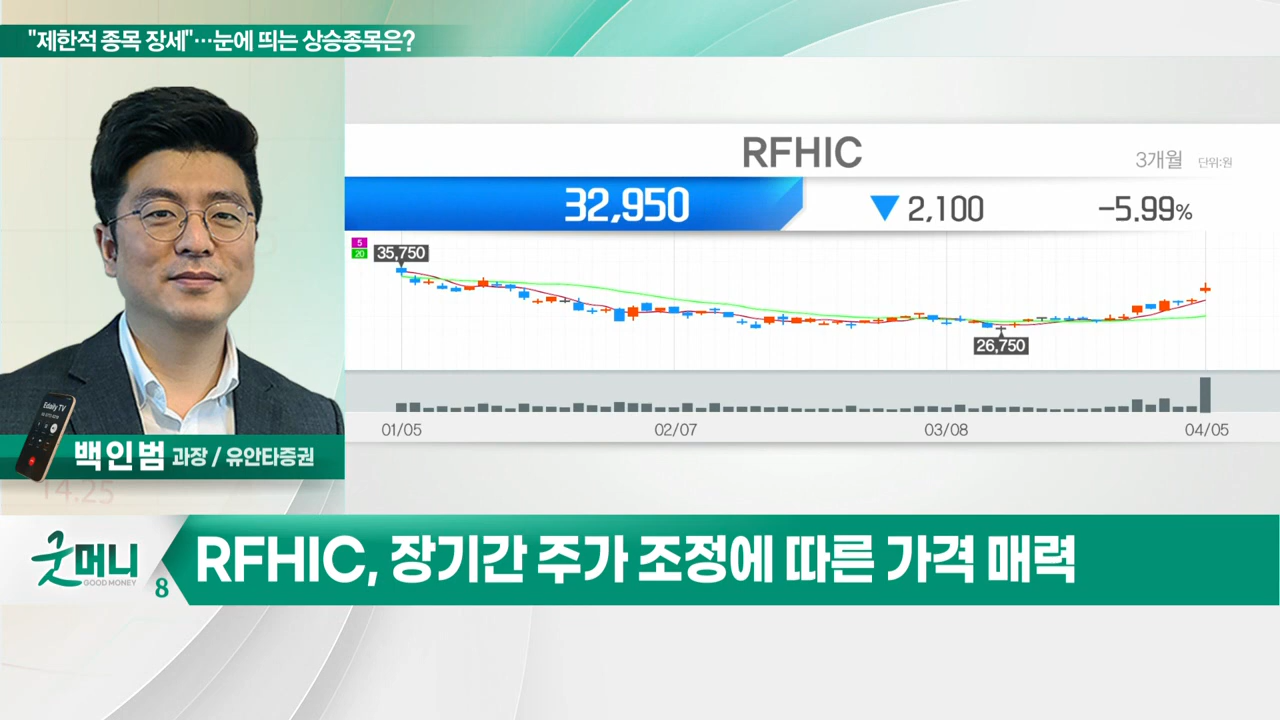 "제한적 종목 장세"…눈에 띄는 상승종목은?
RFHIC
3개월 단위:원
32,950 ▼ 2,100 -5.99%
5
20
35,750
26,750
01/05 02/07 03/08 04/05
Edaily TV
백인범 과장 / 유안타증권
14.25
굿머니
GOOD MONEY
8
RFHIC, 장기간 주가 조정에 따른 가격 매력